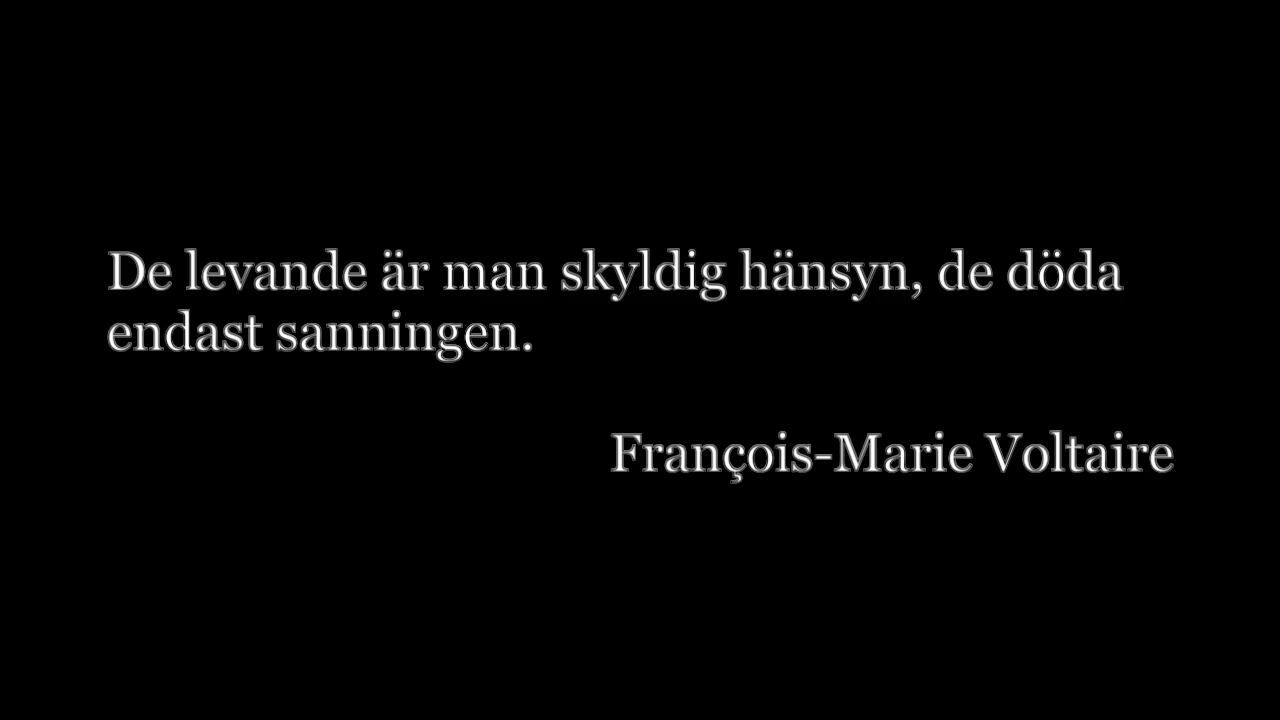 De levande är man skyldig hänsyn, de döda
endast sanningen.
François-Marie Voltaire